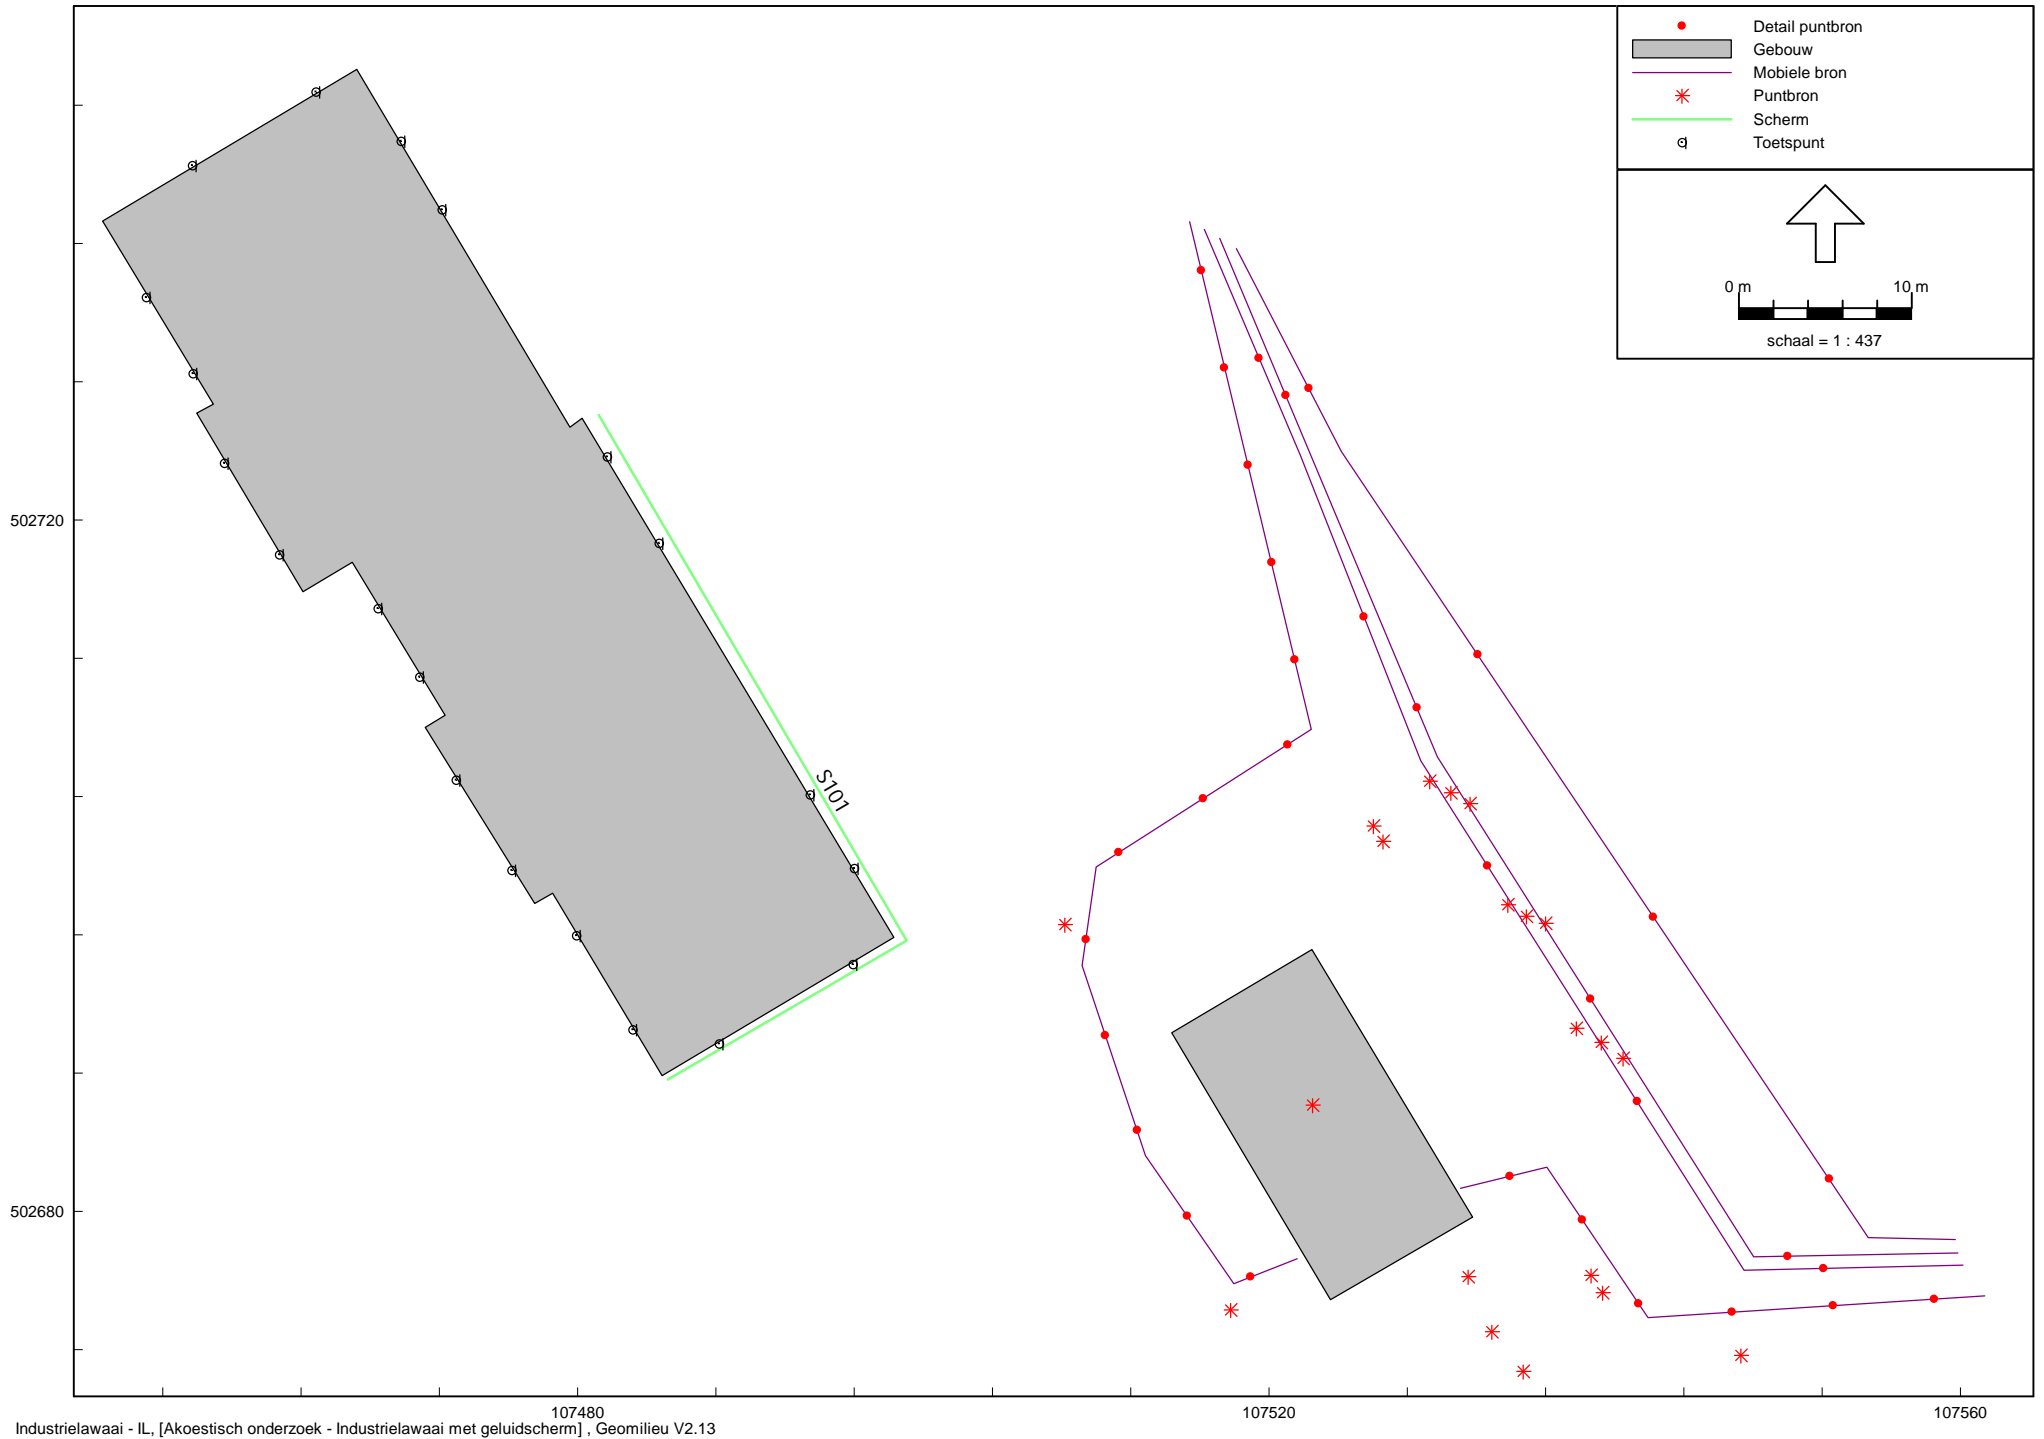 Detail puntbron
Gebouw
Mobiele bron
Puntbron
Scherm
Toetspunt
0 m
10 m
schaal = 1 : 437
502720
S101
502680
107480
107520
107560
Industrielawaai - IL, [Akoestisch onderzoek - Industrielawaai met geluidscherm] , Geomilieu V2.13